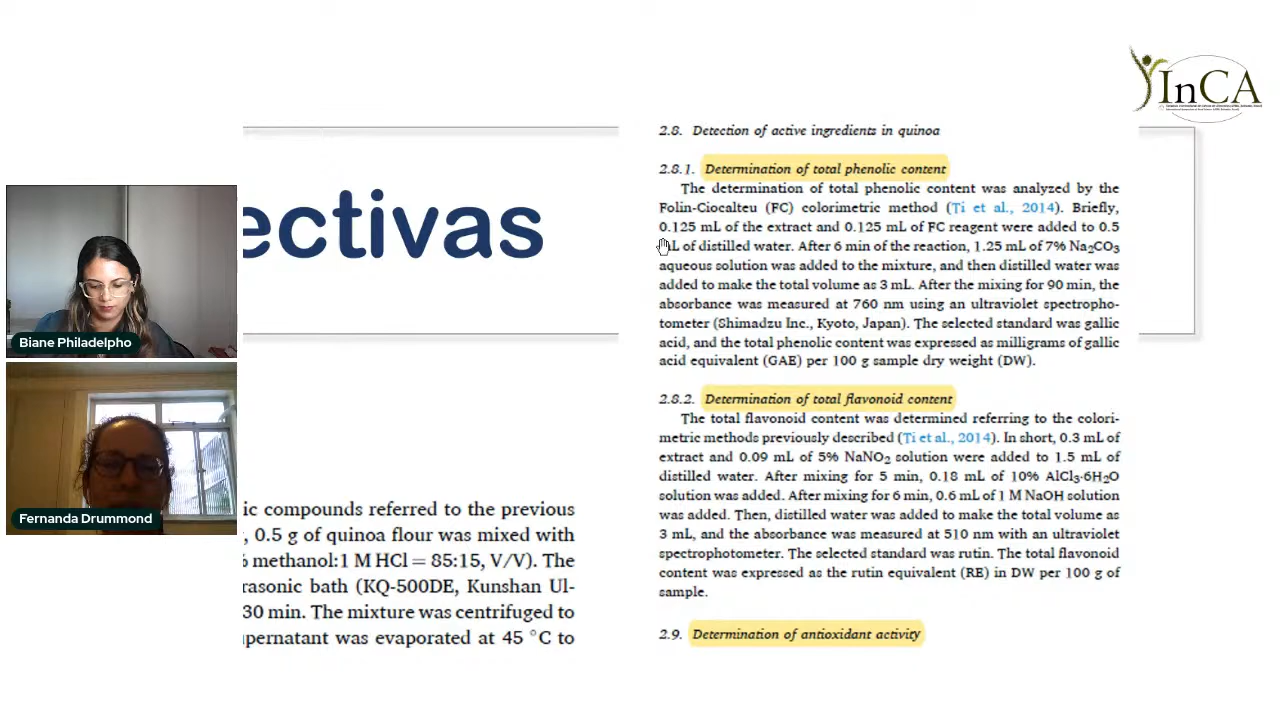 InCA
ectivas
Biane Philadelpho
Fernanda Drummond
ic compounds referred to the previous
, 0.5 g of quinoa flour was mixed with
% methanol:1 M HCl = 85:15, V/V). The
rasonic bath (KQ-500DE, Kunshan Ul-
30 min. The mixture was centrifuged to
pernatant was evaporated at 45 °C to
2.8. Detection of active ingredients in quinoa
2.8.1. Determination of total phenolic content
The determination of total phenolic content was analyzed by the
Folin-Ciocalteu (FC) colorimetric method (Ti et al., 2014). Briefly,
0.125 mL of the extract and 0.125 mL of FC reagent were added to 0.5
mL of distilled water. After 6 min of the reaction, 1.25 mL of 7% Na₂CO₃
aqueous solution was added to the mixture, and then distilled water was
added to make the total volume as 3 mL. After the mixing for 90 min, the
absorbance was measured at 760 nm using an ultraviolet spectropho-
tometer (Shimadzu Inc., Kyoto, Japan). The selected standard was gallic
acid, and the total phenolic content was expressed as milligrams of gallic
acid equivalent (GAE) per 100 g sample dry weight (DW).
2.8.2. Determination of total flavonoid content
The total flavonoid content was determined referring to the colori-
metric methods previously described (Ti et al., 2014). In short, 0.3 mL of
extract and 0.09 mL of 5% NaNO₂ solution were added to 1.5 mL of
distilled water. After mixing for 5 min, 0.18 mL of 10% AlCl₃·6H₂O
solution was added. After mixing for 6 min, 0.6 mL of 1 M NaOH solution
was added. Then, distilled water was added to make the total volume as
3 mL, and the absorbance was measured at 510 nm with an ultraviolet
spectrophotometer. The selected standard was rutin. The total flavonoid
content was expressed as the rutin equivalent (RE) in DW per 100 g of
sample.
2.9. Determination of antioxidant activity